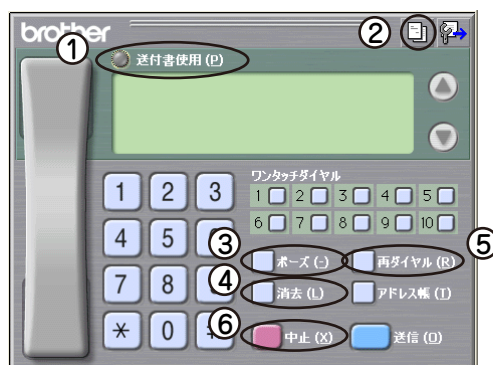 brother
① ②
送付書使用 (P)
ワンタッチダイヤル
1 2 3 4 5
6 7 8 9 10
1 2 3
4 5
7 8
* 0
③ ポーズ (-) 再ダイヤル (R) ⑤
④ 消去 (L) アドレス帳 (T)
⑥ 中止 (X) 送信 (O)